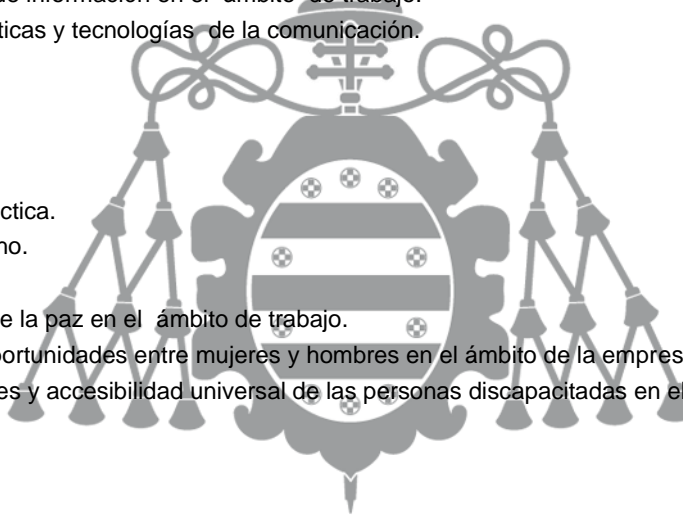 de información en el ámbito de trabajo.
ticas y tecnologías de la comunicación.
ctica.
no.
e la paz en el ámbito de trabajo.
portunidades entre mujeres y hombres en el ámbito de la empres
es y accesibilidad universal de las personas discapacitadas en el